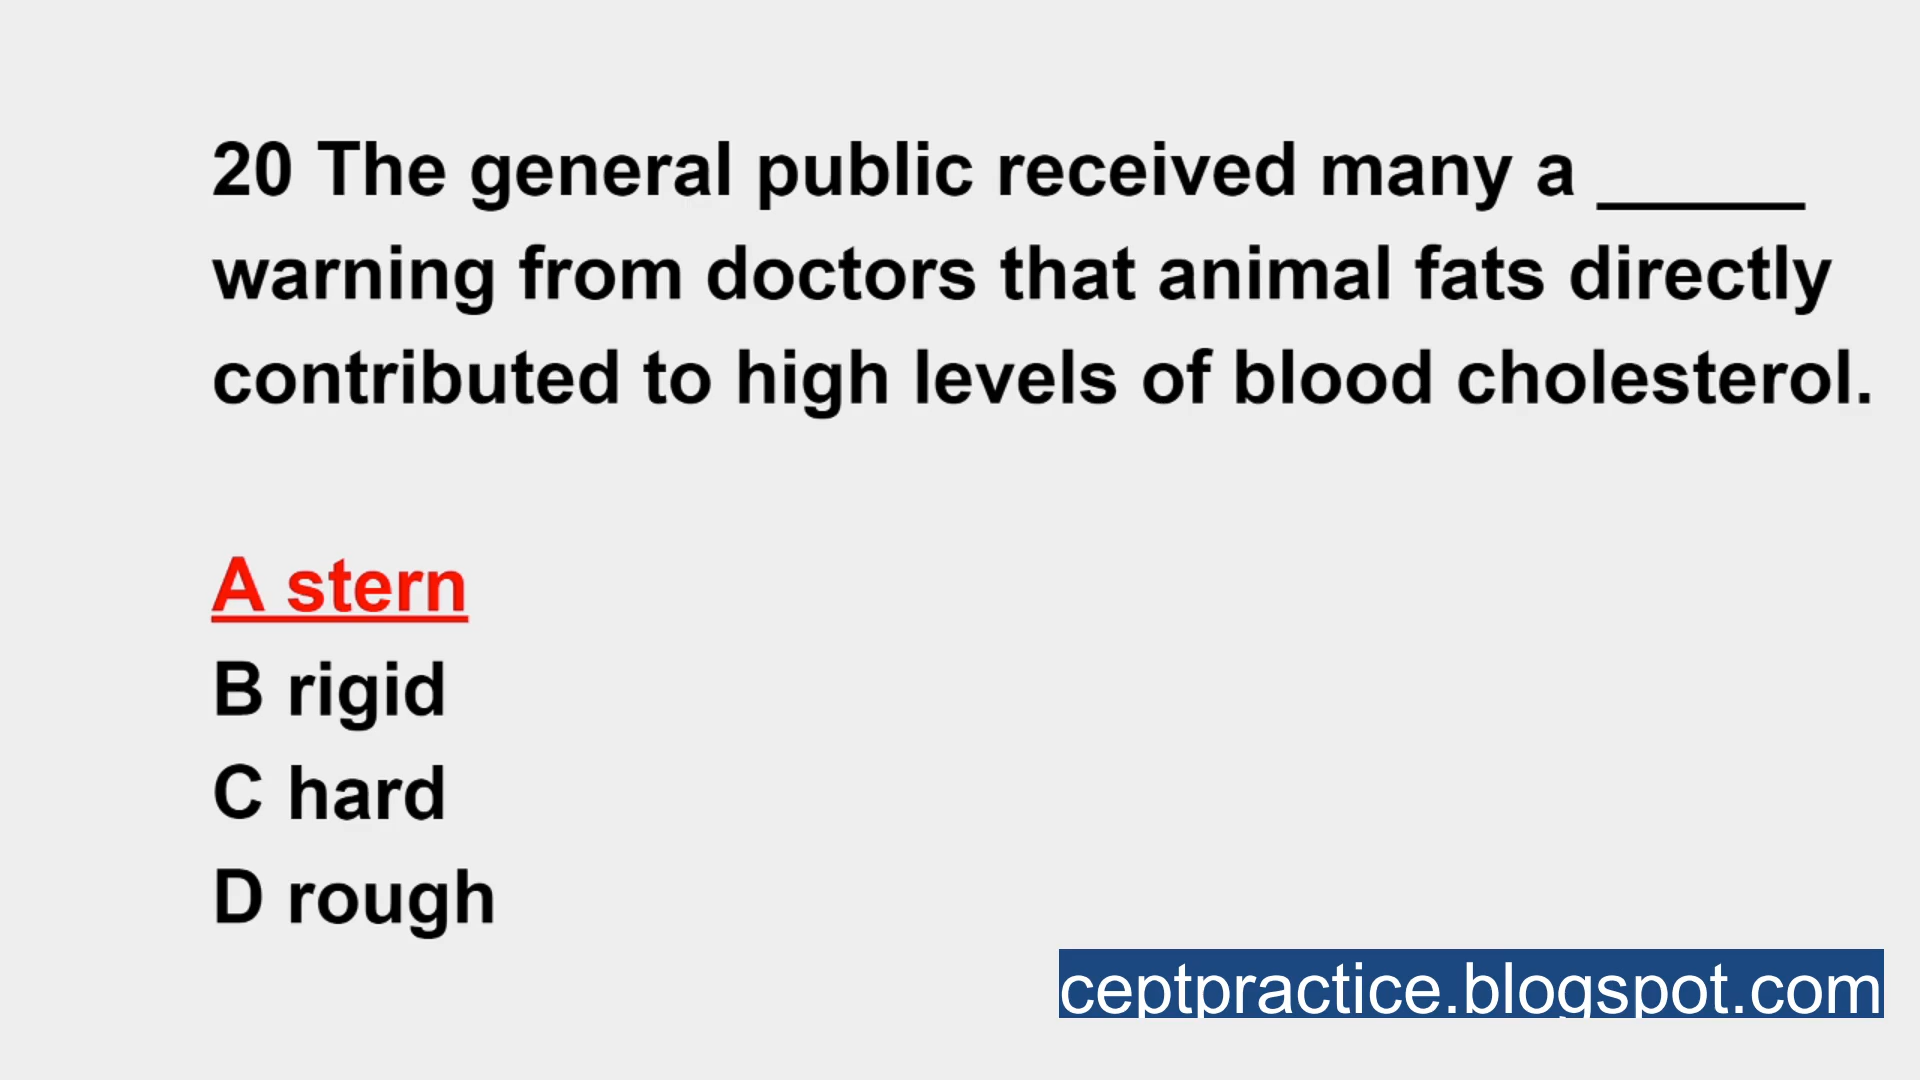 20 The general public received many a _____
warning from doctors that animal fats directly
contributed to high levels of blood cholesterol.
A stern
B rigid
C hard
D rough
ceptpractice.blogspot.com